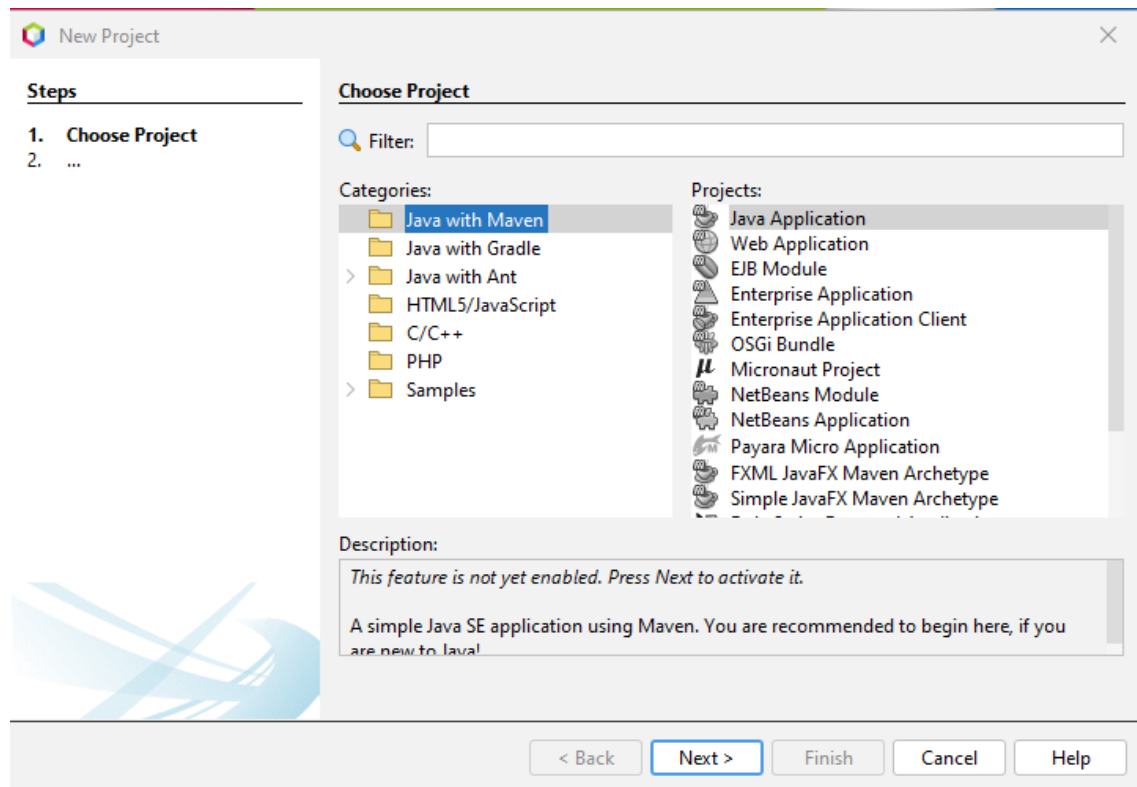 New Project
Steps
1. Choose Project
2. ...
Choose Project
Filter:
Categories:
Java with Maven
Java with Gradle
Java with Ant
HTML5/JavaScript
C/C++
PHP
Samples
Projects:
Java Application
Web Application
EJB Module
Enterprise Application
Enterprise Application Client
OSGi Bundle
Micronaut Project
NetBeans Module
NetBeans Application
Payara Micro Application
FXML JavaFX Maven Archetype
Simple JavaFX Maven Archetype
Description:
This feature is not yet enabled. Press Next to activate it.
A simple Java SE application using Maven. You are recommended to begin here, if you
are new to Java!
< Back
Next >
Finish
Cancel
Help